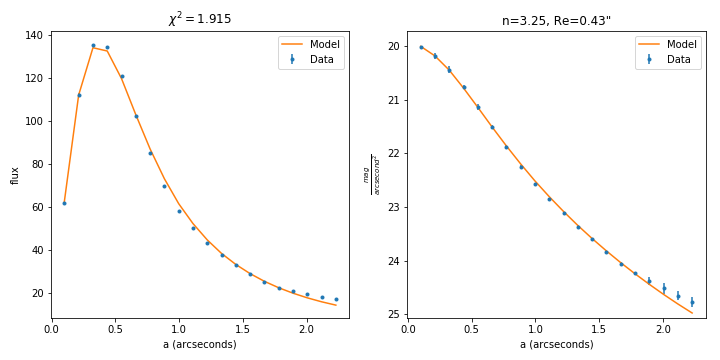 χ² = 1.915
Model
Data
140
120
100
80
60
40
20
flux
0.0
0.5
1.0
1.5
2.0
a (arcseconds)
n=3.25, Re=0.43"
Model
Data
20
21
22
23
24
25
mag
arcsecond²
0.0
0.5
1.0
1.5
2.0
a (arcseconds)